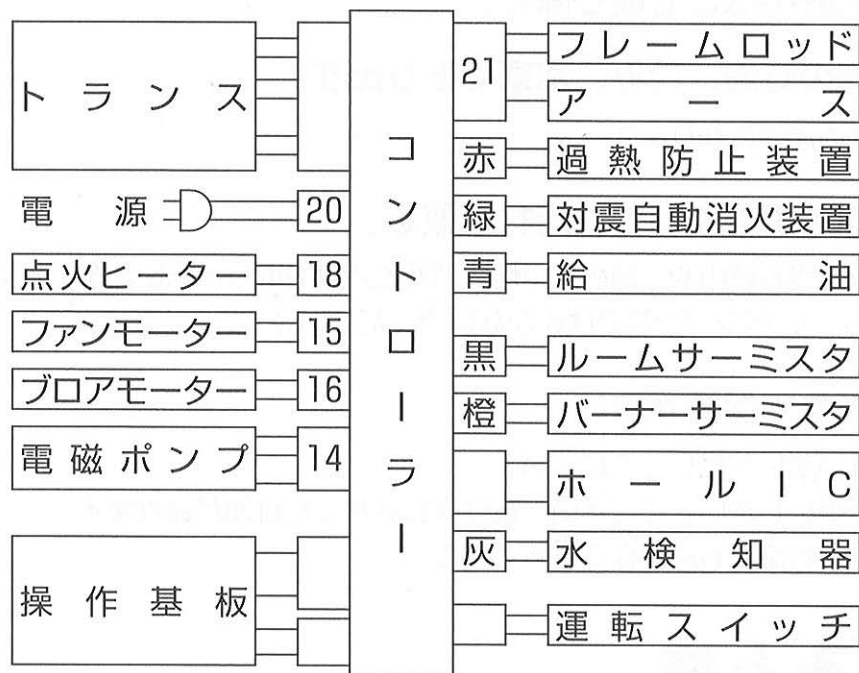 トランス
電源 20
点火ヒーター 18
ファンモーター 15
ブロアモーター 16
電磁ポンプ 14
操作基板
コントローラー
21 フレームロッド
アース
赤 過熱防止装置
緑 対震自動消火装置
青 給油
黒 ルームサーミスタ
橙 バーナーサーミスタ
ホールIC
灰 水検知器
運転スイッチ